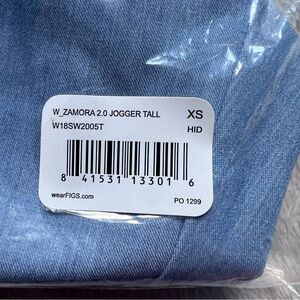 W_ZAMORA 2.0 JOGGER TALL XS
W18SW2005T HID
8 41531 13301 6
wearFIGS.com PO 1299